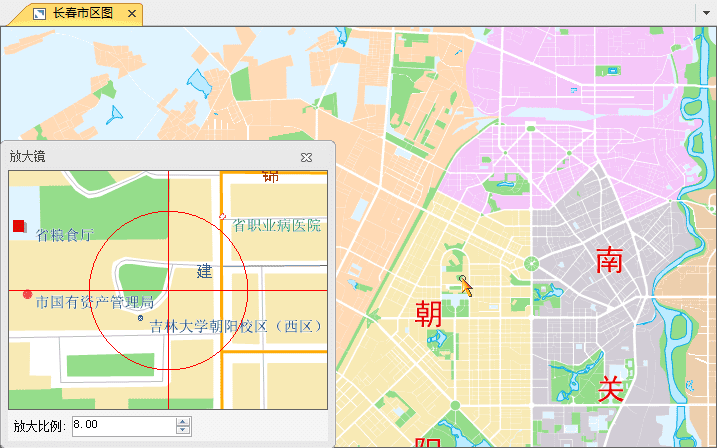 长春市区图
放大镜
锦
省职业病医院
省粮食厅
建
市国有资产管理局
吉林大学朝阳校区（西区）
放大比例: 8.00
南
朝
关
阳